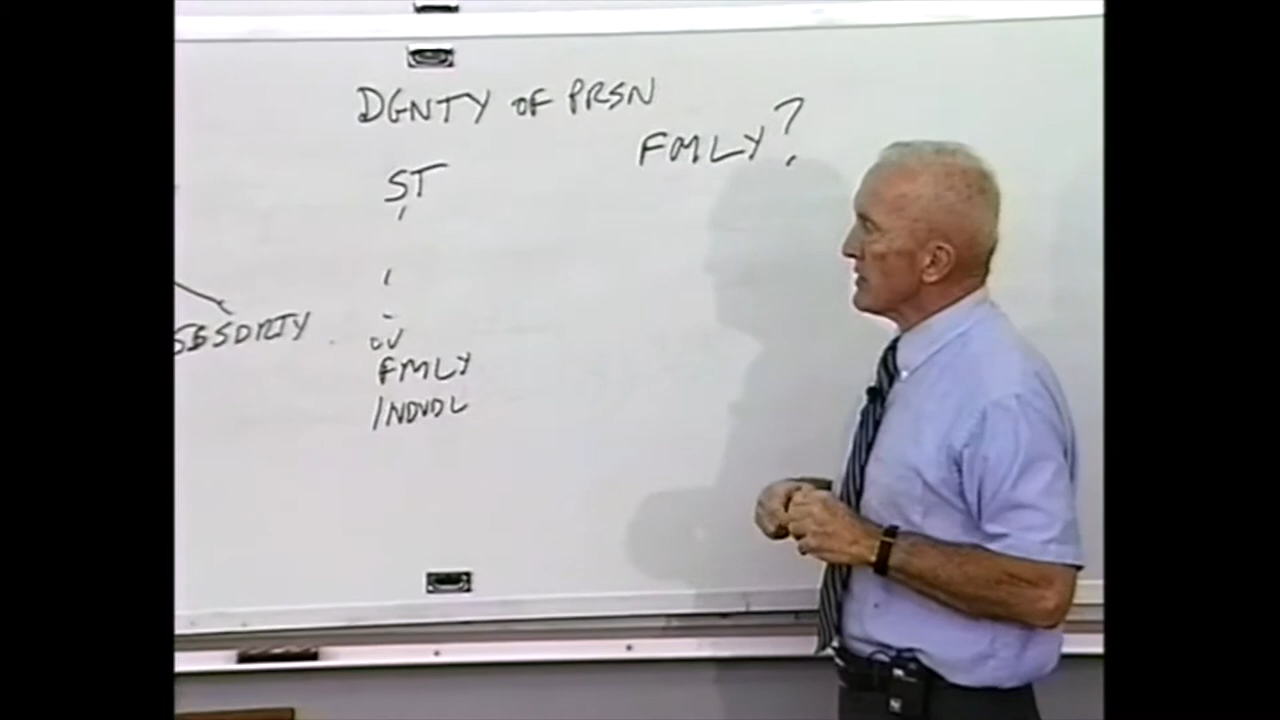 DGNTY OF PRSN
FMLY?
ST
SBSDRTY
FMLY
INDVDL